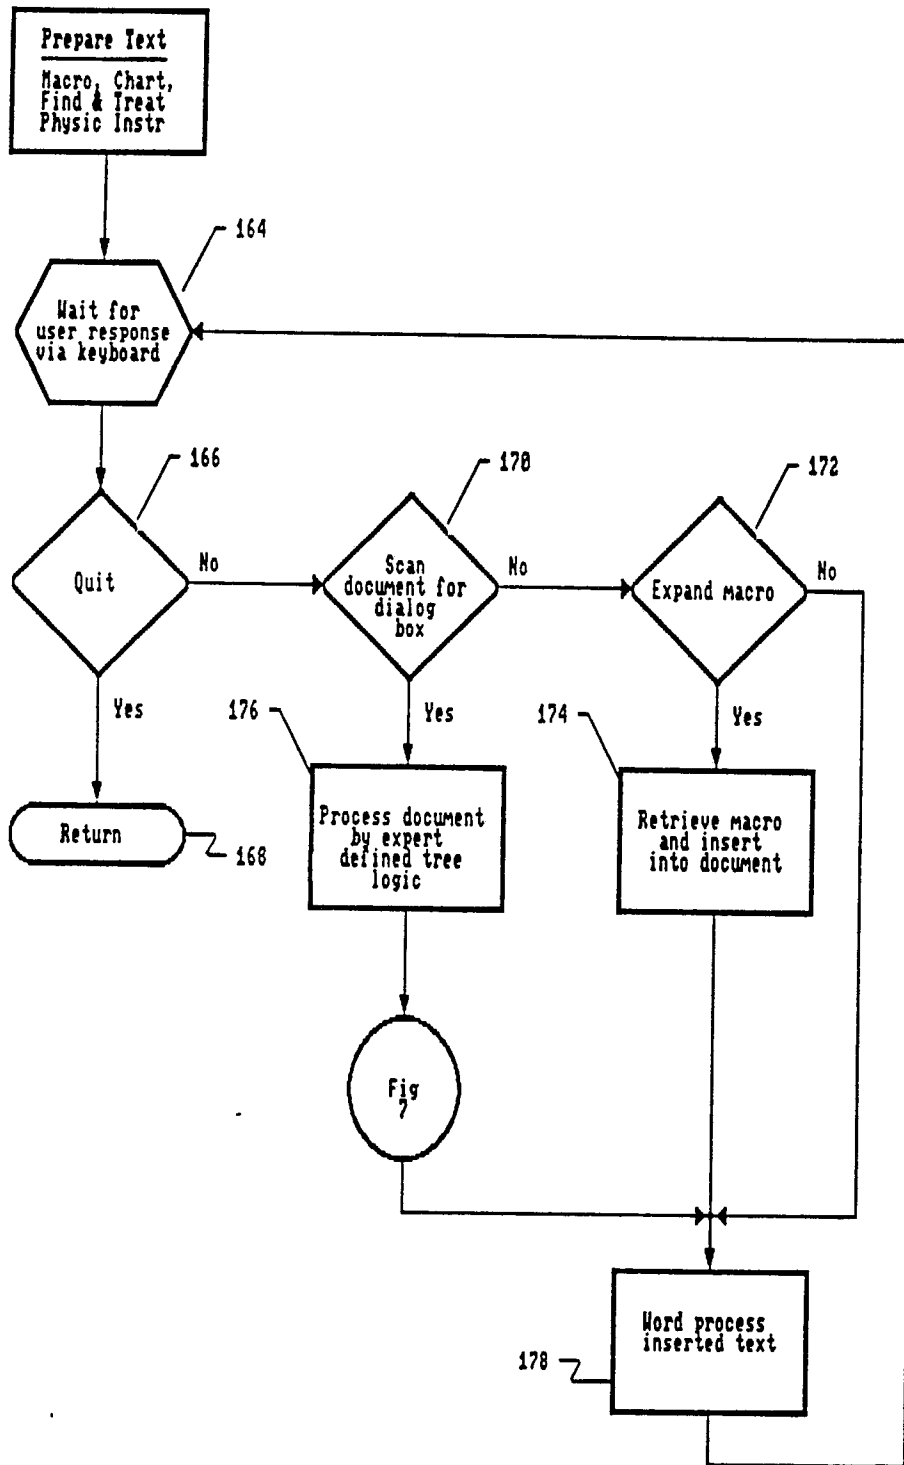 Prepare Text
Macro, Chart,
Find & Treat
Physic Instr
164
Wait for
user response
via keyboard
166
170
172
Quit
No
Scan
document for
dialog
box
No
Expand macro
No
Yes
176
Yes
174
Yes
Return
168
Process document
by expert
defined tree
logic
Retrieve macro
and insert
into document
Fig
7
Word process
inserted text
178